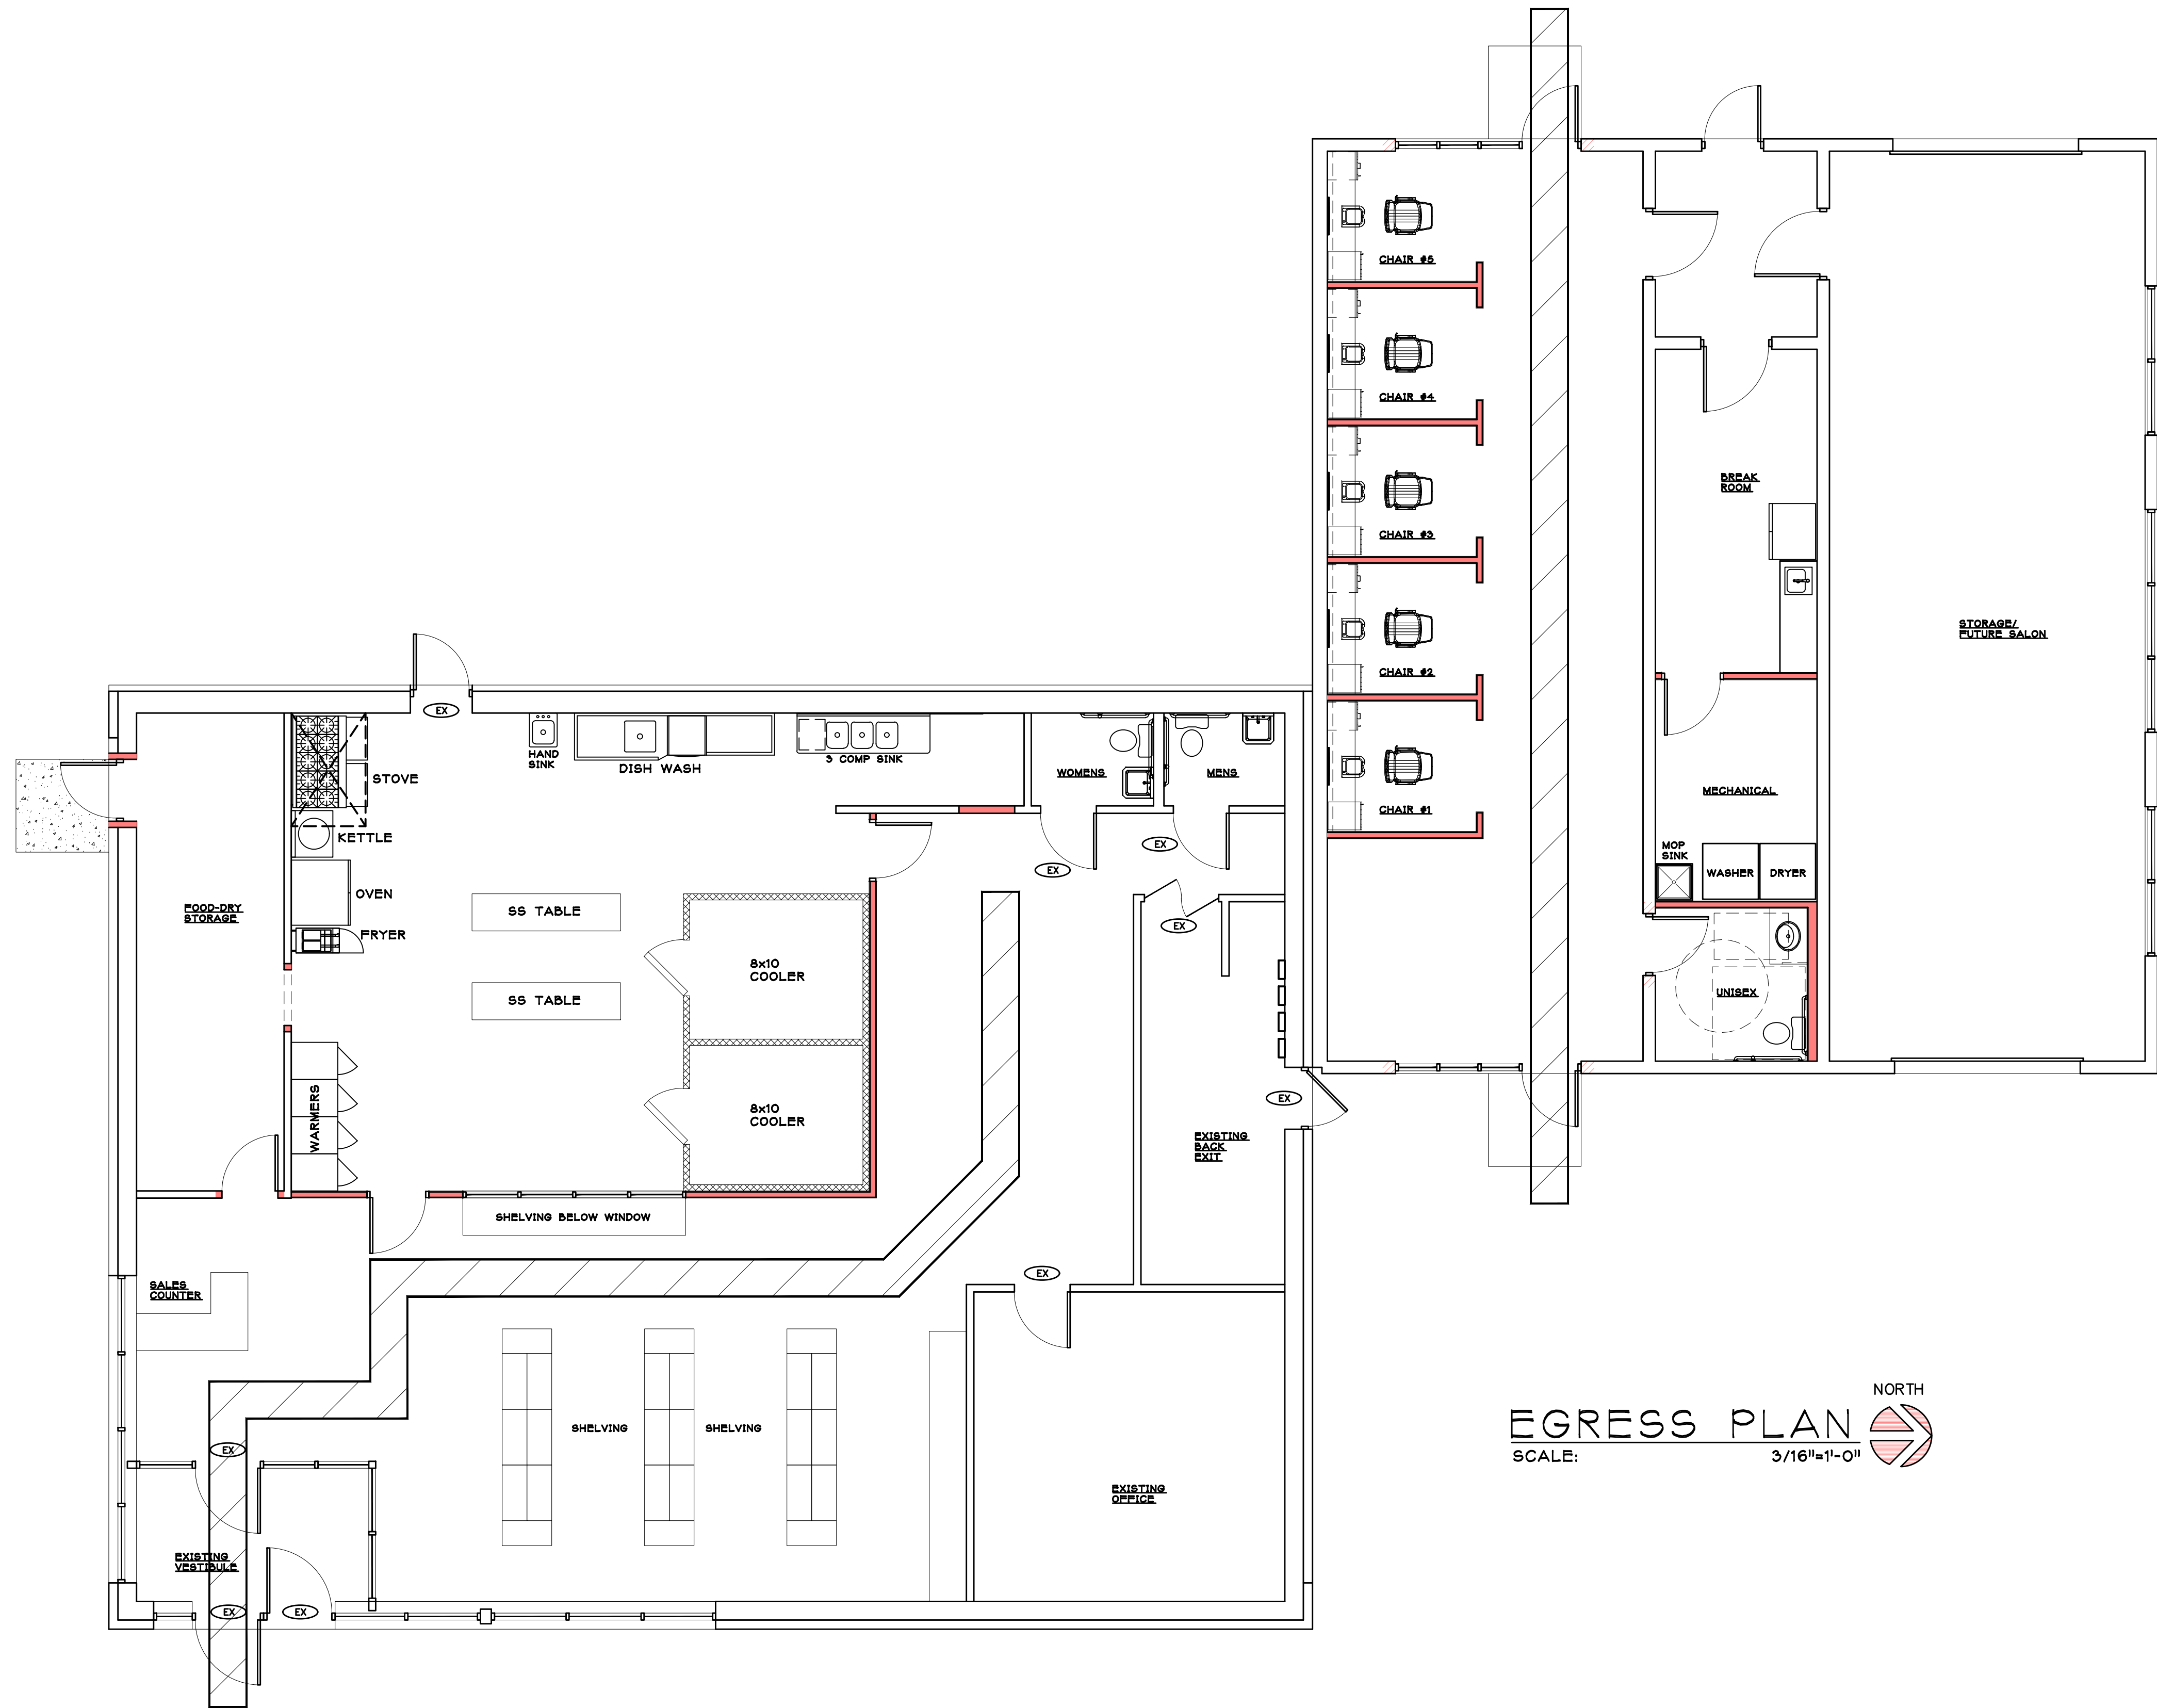 CHAIR #5
CHAIR #4
BREAK
ROOM
CHAIR #3
STORAGE/
FUTURE SALON
CHAIR #2
EX
HAND
SINK
DISH WASH
3 COMP SINK
WOMENS
MENS
STOVE
MECHANICAL
CHAIR #1
KETTLE
EX
MOP
SINK
EX
WASHER
DRYER
OVEN
FOOD-DRY
STORAGE
SS TABLE
EX
FRYER
8x10
COOLER
UNISEX
SS TABLE
EX
WARMERS
8x10
COOLER
EXISTING
BACK
EXIT
SHELVING BELOW WINDOW
EX
SALES
COUNTER
NORTH
EGRESS PLAN
SCALE: 3/16"=1'-0"
SHELVING
SHELVING
EX
EXISTING
OFFICE
EXISTING
VESTIBULE
EX
EX